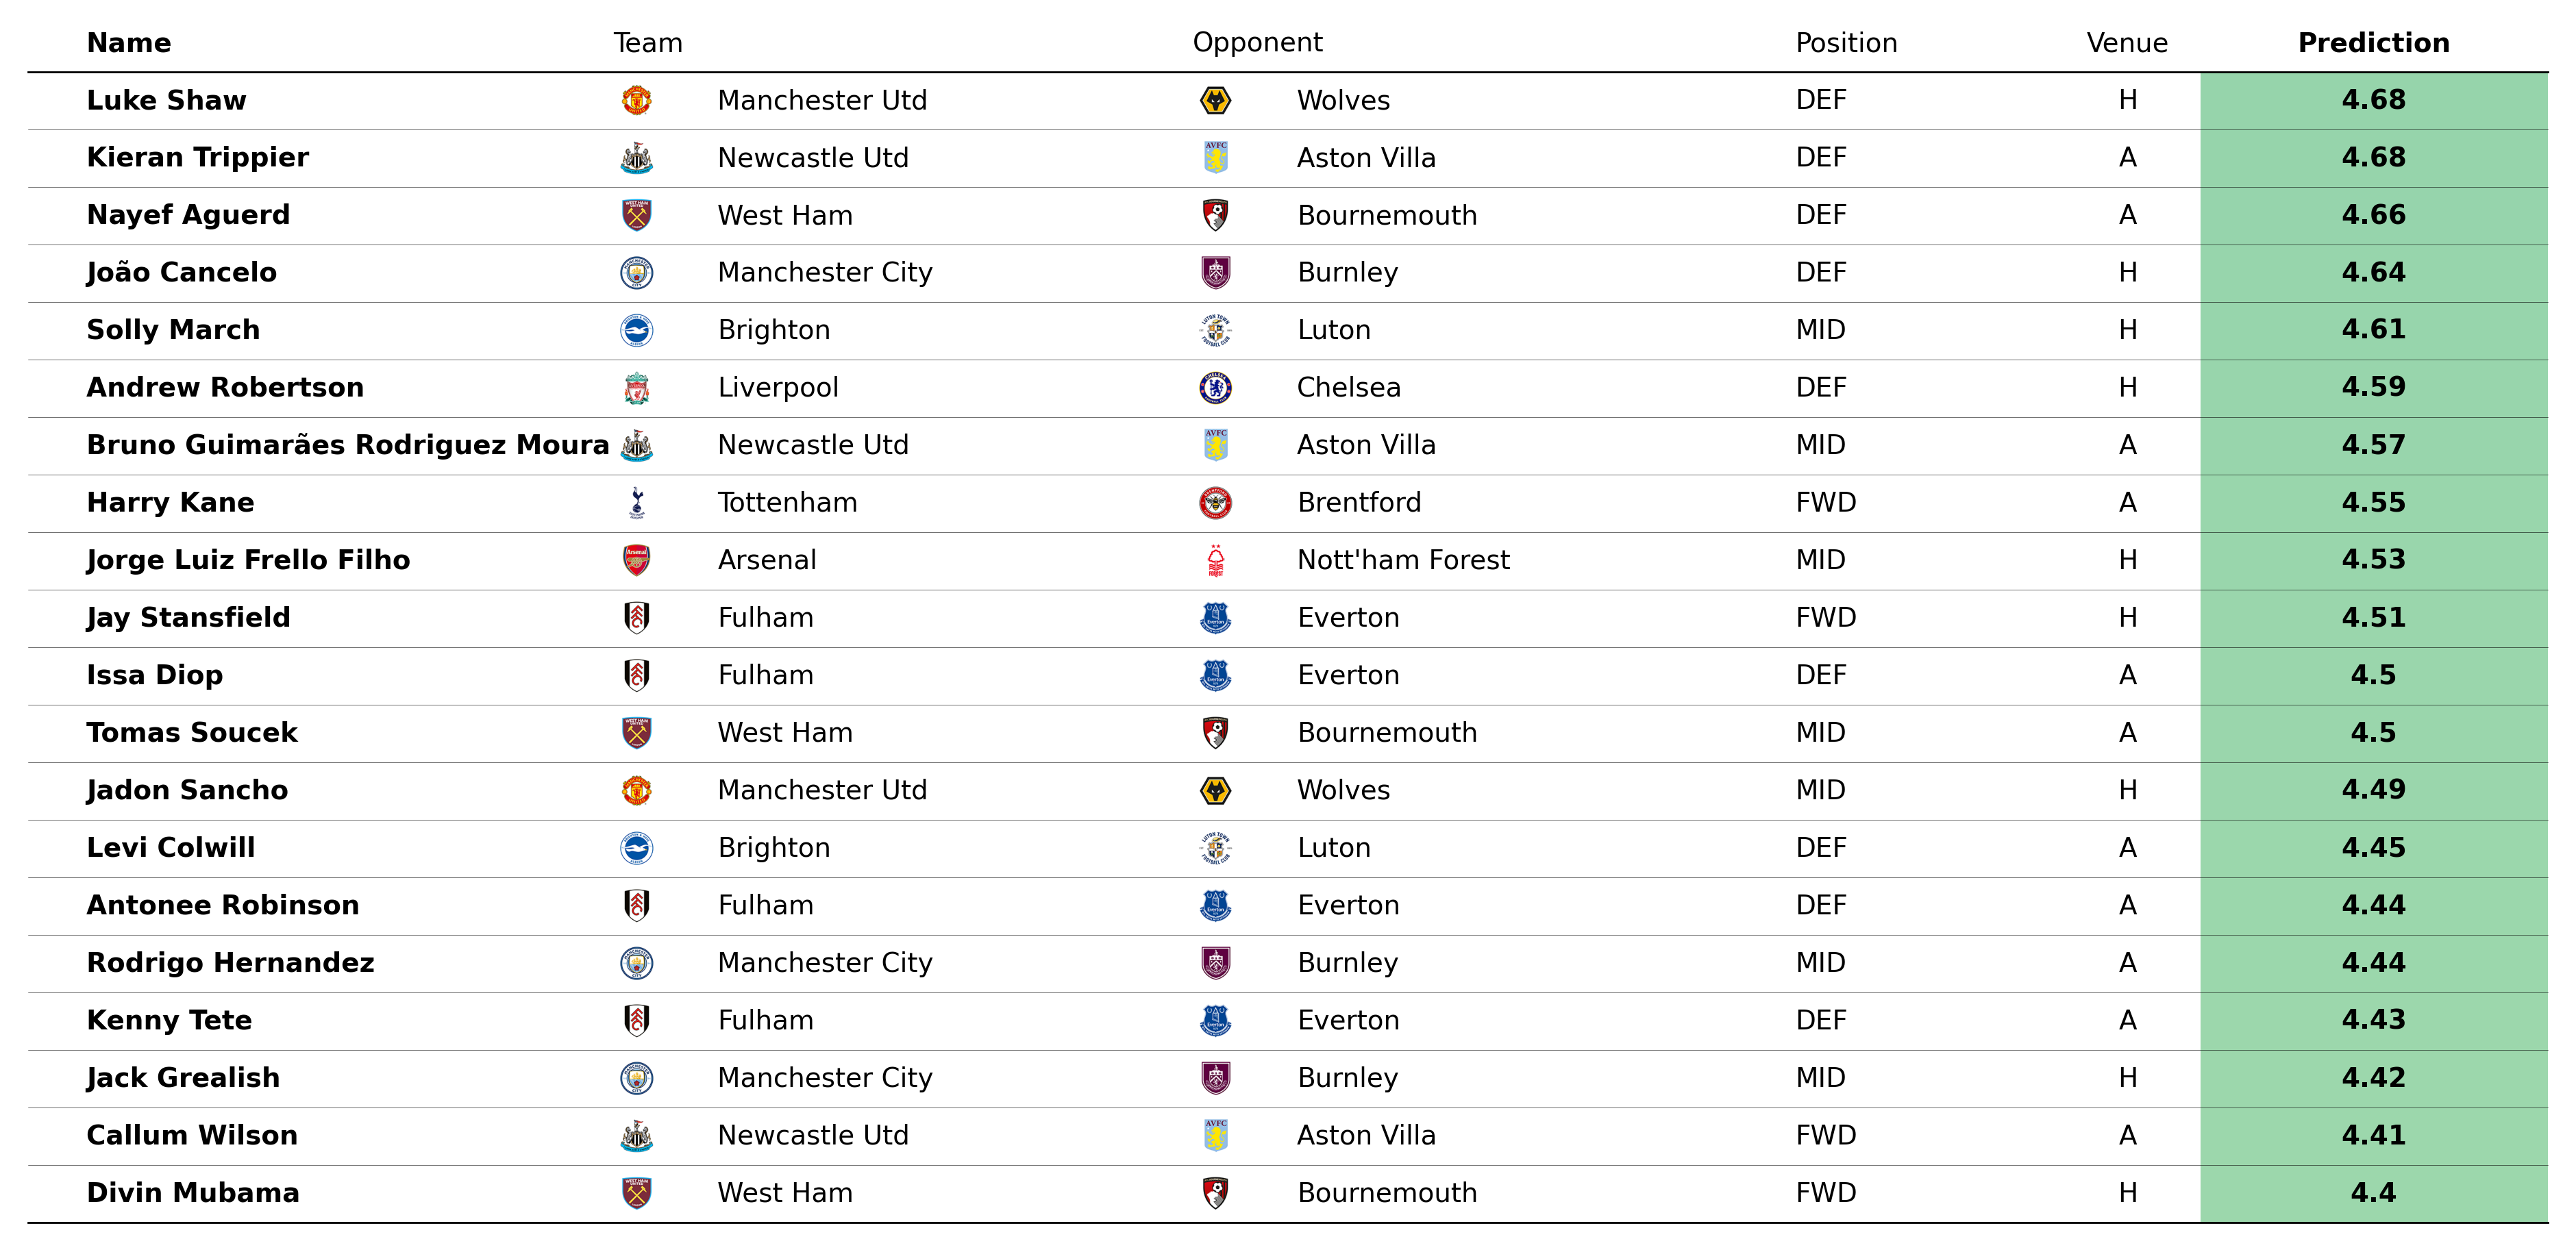 Name Team Opponent Position Venue Prediction
Luke Shaw Manchester Utd Wolves DEF H 4.68
Kieran Trippier Newcastle Utd AVFC Aston Villa DEF A 4.68
Nayef Aguerd West Ham Bournemouth DEF A 4.66
João Cancelo Manchester City Burnley DEF H 4.64
Solly March Brighton Luton MID H 4.61
Andrew Robertson Liverpool Chelsea DEF H 4.59
Bruno Guimarães Rodriguez Moura Newcastle Utd AVFC Aston Villa MID A 4.57
Harry Kane Tottenham Brentford FWD A 4.55
Jorge Luiz Frello Filho Arsenal Arsenal Nott'ham Forest MID H 4.53
Jay Stansfield Fulham Everton Everton FWD H 4.51
Issa Diop Fulham Everton Everton DEF A 4.5
Tomas Soucek West Ham Bournemouth MID A 4.5
Jadon Sancho Manchester Utd Wolves MID H 4.49
Levi Colwill Brighton Luton DEF A 4.45
Antonee Robinson Fulham Everton Everton DEF A 4.44
Rodrigo Hernandez Manchester City Burnley MID A 4.44
Kenny Tete Fulham Everton Everton DEF A 4.43
Jack Grealish Manchester City Burnley MID H 4.42
Callum Wilson Newcastle Utd AVFC Aston Villa FWD A 4.41
Divin Mubama West Ham Bournemouth FWD H 4.4